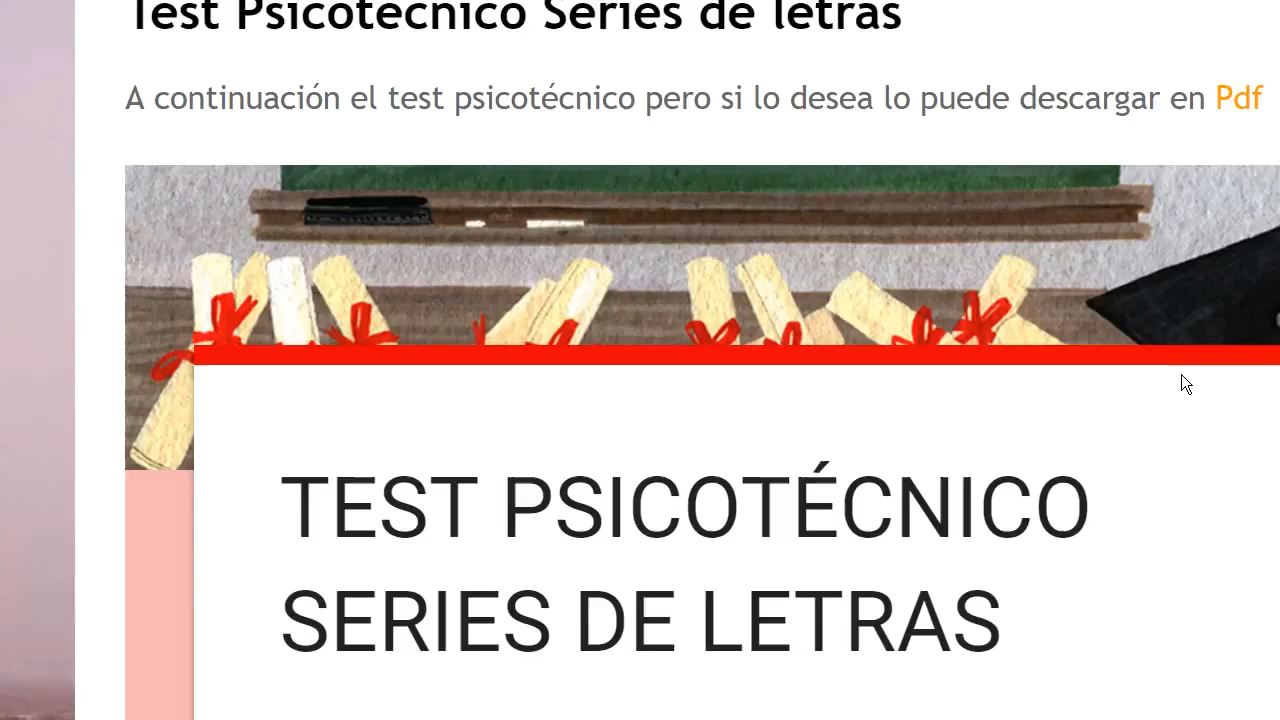 Test Psicotécnico Series de letras
A continuación el test psicotécnico pero si lo desea lo puede descargar en Pdf
TEST PSICOTÉCNICO
SERIES DE LETRAS